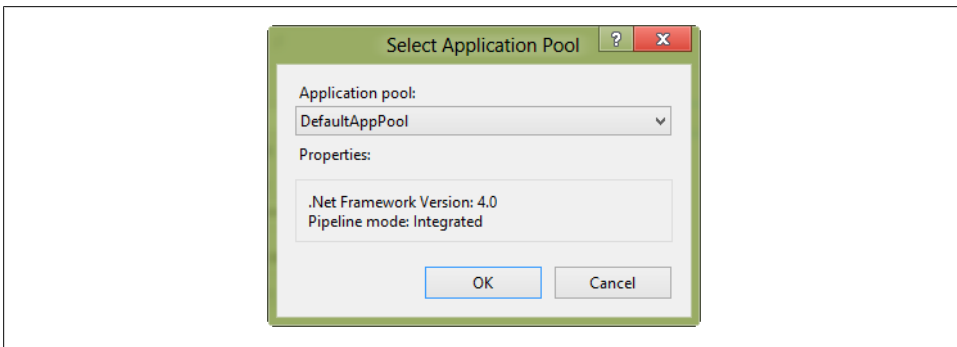 Select Application Pool
?
x
Application pool:
DefaultAppPool
Properties:
.Net Framework Version: 4.0
Pipeline mode: Integrated
OK
Cancel